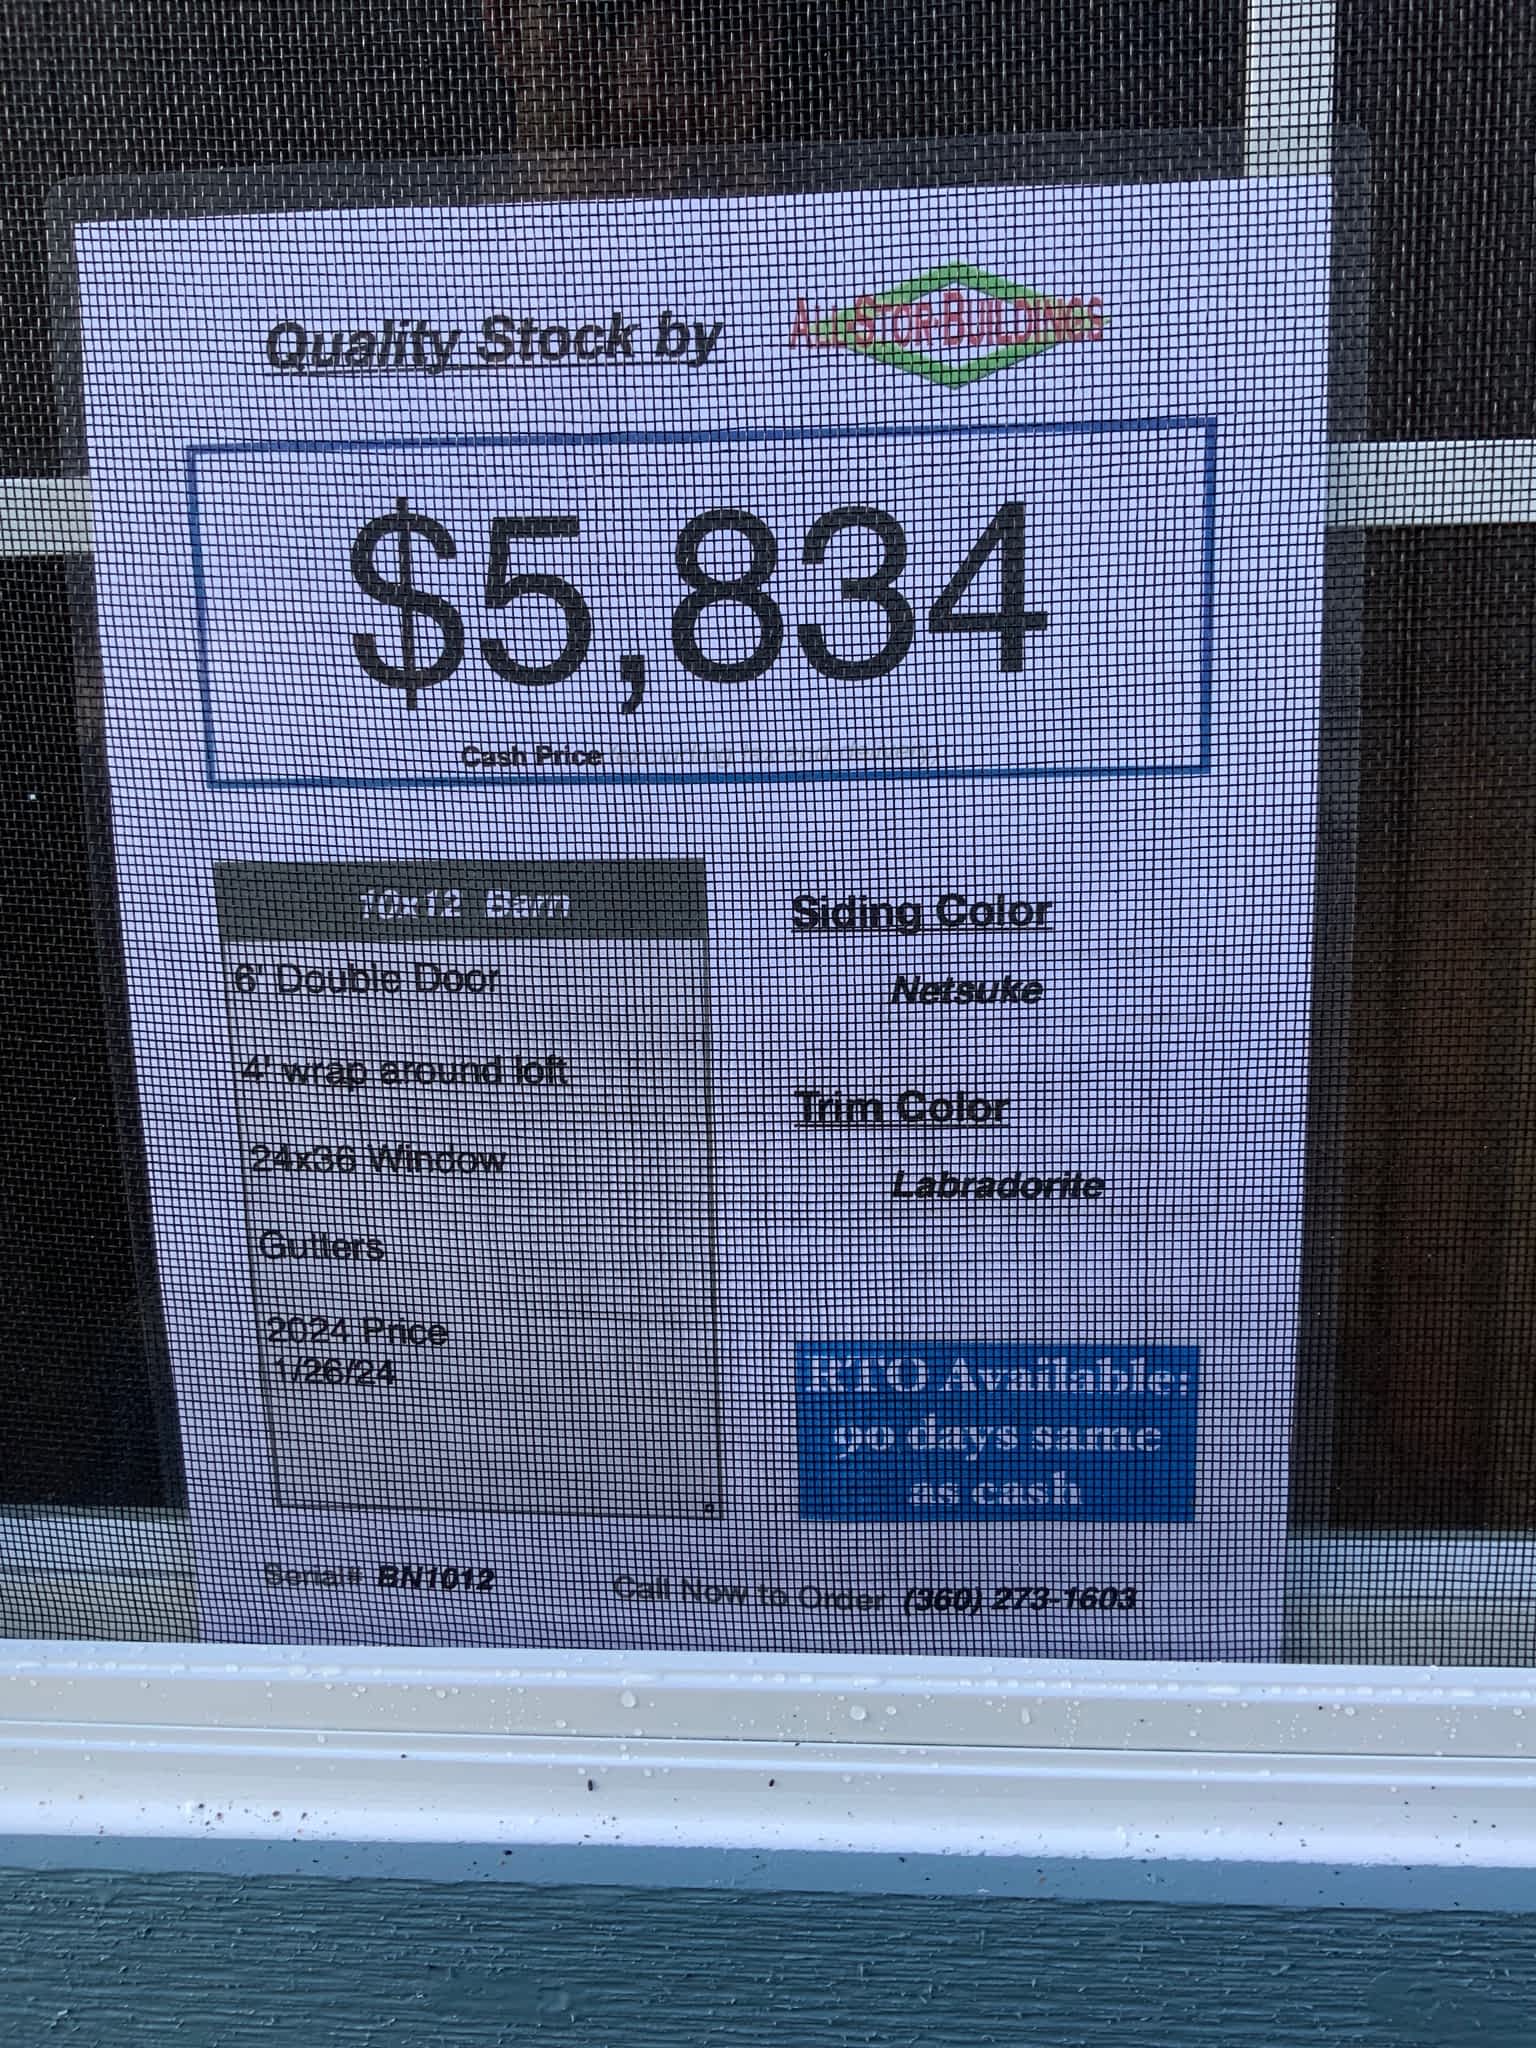 Quality Stock by ALL-STOR-BUILDINGS
$5,834
Cash Price
10x12 Barn
6' Double Door
4' wrap around loft
24x36 Window
Gutters
2024 Price
1/26/24
Siding Color
Netsuke
Trim Color
Labradorite
RTO Available:
90 days same
as cash
Serial# BN1012
Call Now to Order (360) 273-1603